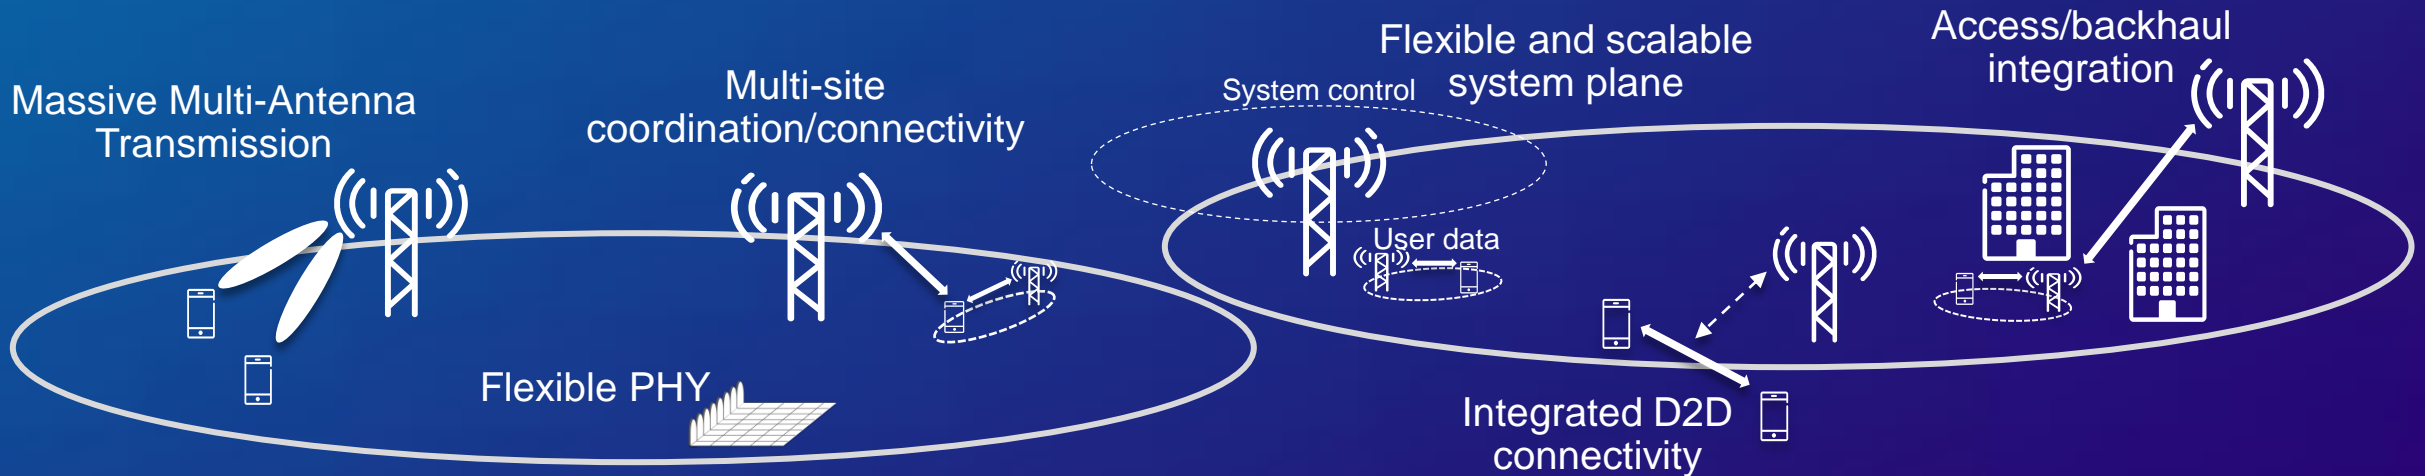 Massive Multi-Antenna
Transmission
Multi-site
coordination/connectivity
Flexible PHY
System control
Flexible and scalable
system plane
User data
Access/backhaul
integration
Integrated D2D
connectivity